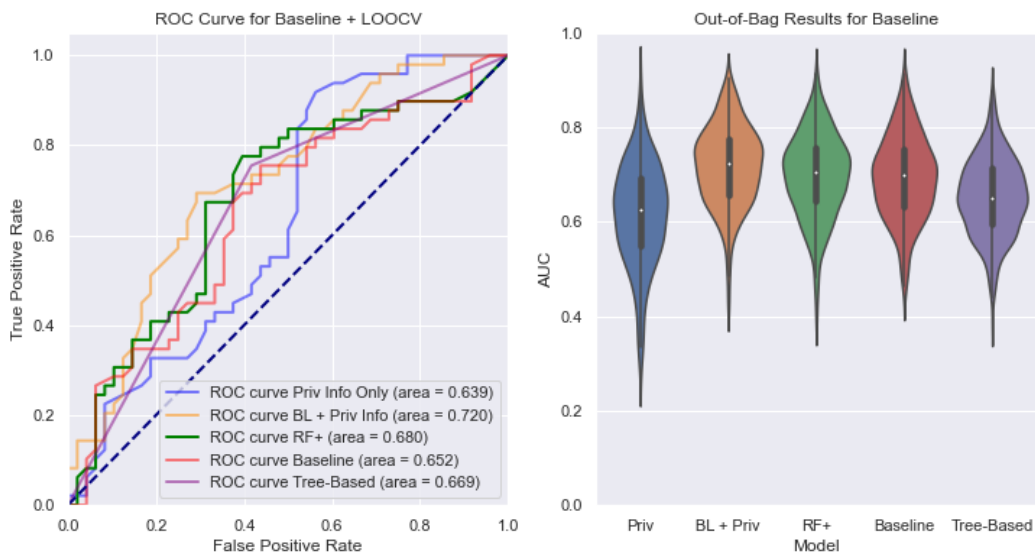 ROC Curve for Baseline + LOOCV
True Positive Rate
1.0
0.8
0.6
0.4
0.2
0.0
ROC curve Priv Info Only (area = 0.639)
ROC curve BL + Priv Info (area = 0.720)
ROC curve RF+ (area = 0.680)
ROC curve Baseline (area = 0.652)
ROC curve Tree-Based (area = 0.669)
0.0 0.2 0.4 0.6 0.8 1.0
False Positive Rate
Out-of-Bag Results for Baseline
AUC
1.0
0.8
0.6
0.4
0.2
0.0
Priv BL + Priv RF+ Baseline Tree-Based
Model